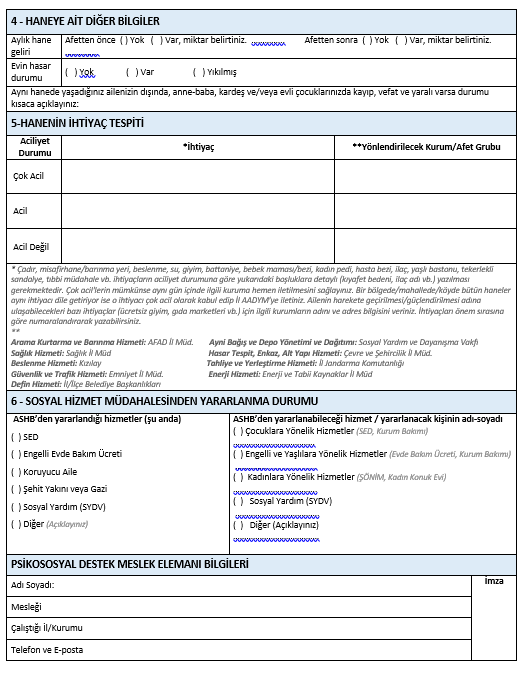 4 - HANEYE AİT DİĞER BİLGİLER
Aylık hane geliri
Afetten önce ( ) Yok ( ) Var, miktar belirtiniz. Afetten sonra ( ) Yok ( ) Var, miktar belirtiniz.
Evin hasar durumu
( ) Yok ( ) Var ( ) Yıkılmış
Aynı hanede yaşadığınız ailenizin dışında, anne-baba, kardeş ve/veya evli çocuklarınızda kayıp, vefat ve yaralı varsa durumu
kısaca açıklayınız:
5-HANENİN İHTİYAÇ TESPİTİ
Aciliyet Durumu
*İhtiyaç
**Yönlendirilecek Kurum/Afet Grubu
Çok Acil
Acil
Acil Değil
* Çadır, misafirhane/barınma yeri, beslenme, su, giyim, battaniye, bebek maması/bezi, kadın pedi, hasta bezi, ilaç, yaşlı bastonu, tekerlekli
sandalye, tıbbi müdahale vb. ihtiyaçların aciliyet durumuna göre yukarıdaki boşluklara detaylı (kıyafet bedeni, ilaç adı vb.) yazılması
gerekmektedir. Çok acil'lerin mümkünse aynı gün içinde ilgili kuruma hemen iletilmesini sağlayınız. Bir bölgede/mahallede/köyde bütün haneler
aynı ihtiyacı dile getiriyor ise o ihtiyacı çok acil olarak kabul edip İl AADYM'ye iletiniz. Ailenin harekete geçirilmesi/güçlendirilmesi adına
ulaşabilecekleri bazı ihtiyaçlar (ücretsiz giyim, gıda marketleri vb.) için ilgili kurumların adını ve adres bilgisini veriniz. İhtiyaçları önem sırasına
göre numaralandırarak yazabilirsiniz.
**
Arama Kurtarma ve Barınma Hizmeti: AFAD İl Müd. Ayni Bağış ve Depo Yönetimi ve Dağıtımı: Sosyal Yardım ve Dayanışma Vakfı
Sağlık Hizmeti: Sağlık İl Müd Hasar Tespit, Enkaz, Alt Yapı Hizmeti: Çevre ve Şehircilik İl Müd.
Beslenme Hizmeti: Kızılay Tahliye ve Yerleştirme Hizmeti: İl Jandarma Komutanlığı
Güvenlik ve Trafik Hizmeti: Emniyet İl Müd. Enerji Hizmeti: Enerji ve Tabii Kaynaklar İl Müd
Defin Hizmeti: İl/İlçe Belediye Başkanlıkları
6 - SOSYAL HİZMET MÜDAHALESİNDEN YARARLANMA DURUMU
ASHB'den yararlandığı hizmetler (şu anda)
( ) SED
( ) Engelli Evde Bakım Ücreti
( ) Koruyucu Aile
( ) Şehit Yakını veya Gazi
( ) Sosyal Yardım (SYDV)
( ) Diğer (Açıklayınız)
ASHB'den yararlanabileceği hizmet / yararlanacak kişinin adı-soyadı
( ) Çocuklara Yönelik Hizmetler (SED, Kurum Bakımı)
( ) Engelli ve Yaşlılara Yönelik Hizmetler (Evde Bakım Ücreti, Kurum Bakımı)
( ) Kadınlara Yönelik Hizmetler (ŞÖNİM, Kadın Konuk Evi)
( ) Sosyal Yardım (SYDV)
( ) Diğer (Açıklayınız)
PSİKOSOSYAL DESTEK MESLEK ELEMANI BİLGİLERİ
Adı Soyadı:
İmza
Mesleği
Çalıştığı İl/Kurumu
Telefon ve E-posta